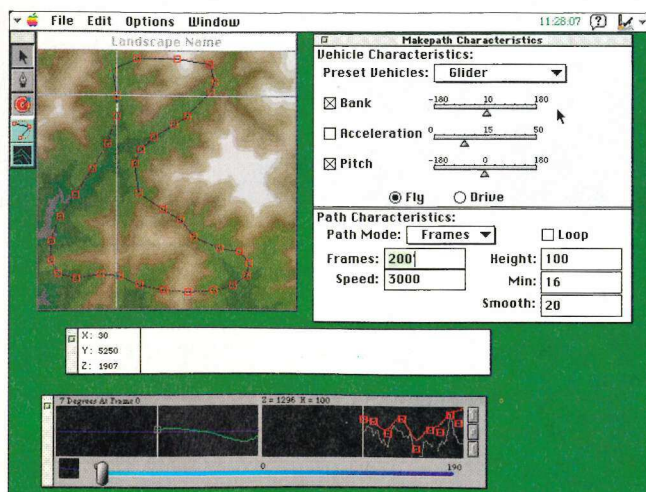 File Edit Options Window 11:28:07
Landscape Name
Makepath Characteristics
Vehicle Characteristics:
Preset Vehicles: Glider
Bank -180 10 180
Acceleration 0 15 50
Pitch -180 0 180
Fly Drive
Path Characteristics:
Path Mode: Frames Loop
Frames: 200 Height: 100
Speed: 3000 Min: 16
Smooth: 20
X: 30
Y: 5250
Z: 1907
7 Degrees At Frame 0 Z = 1296 H = 100
0 190